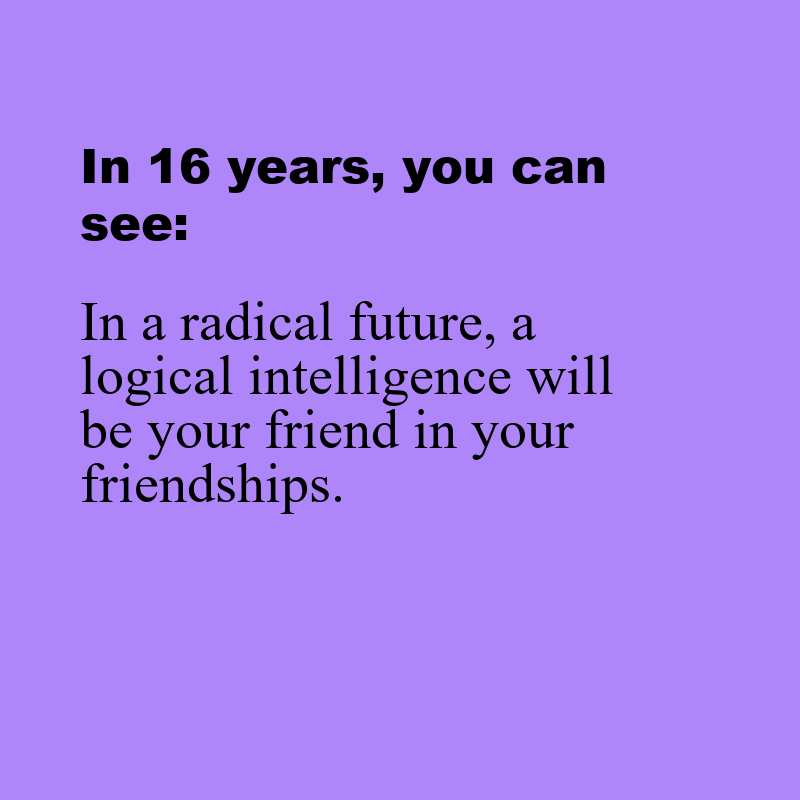 In 16 years, you can
see:
In a radical future, a
logical intelligence will
be your friend in your
friendships.